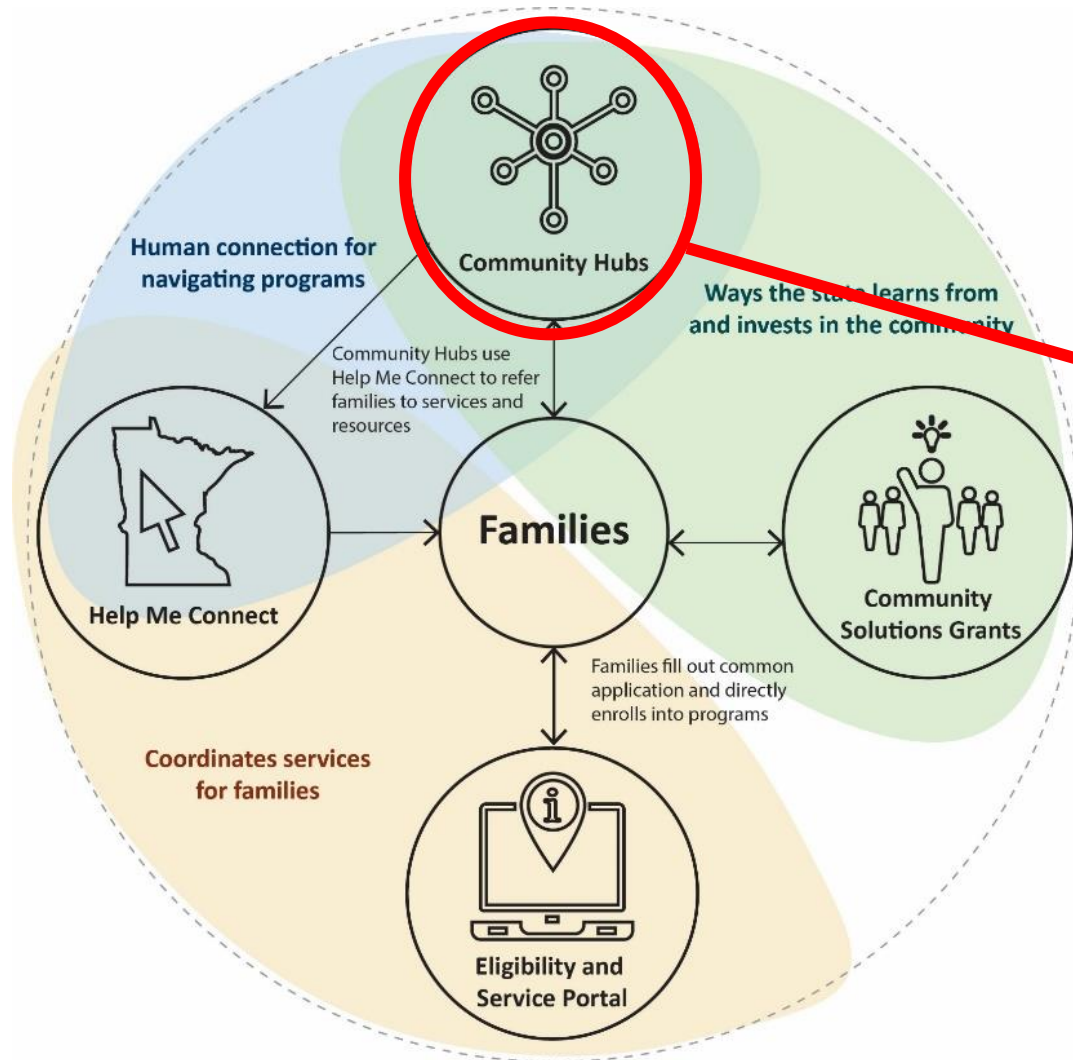 Community Hubs
Human connection for
navigating programs
Ways the state learns from
and invests in the community
Community Hubs use
Help Me Connect to refer
families to services and
resources
Help Me Connect
Families
Community
Solutions Grants
Families fill out common
application and directly
enrolls into programs
Coordinates services
for families
i
Eligibility and
Service Portal